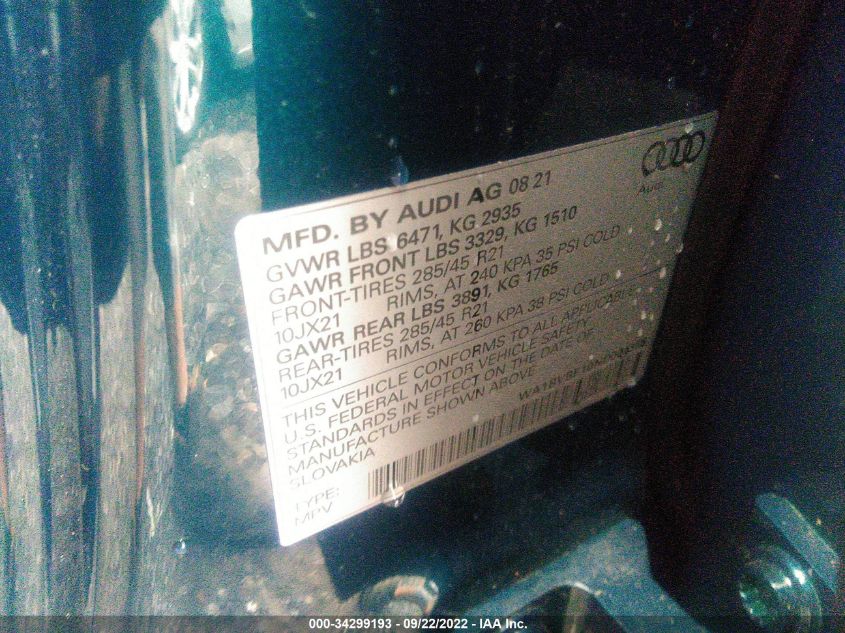 MFD. BY AUDI AG 08 21
GVWR LBS 6471, KG 2935
GAWR FRONT LBS 3329, KG 1510
FRONT-TIRES 285/45 R21
10JX21 RIMS, AT 240 KPA 35 PSI COLD
GAWR REAR LBS 3891, KG 1765
REAR-TIRES 285/45 R21
10JX21 RIMS, AT 260 KPA 38 PSI COLD
THIS VEHICLE CONFORMS TO ALL APPLICABLE
U.S. FEDERAL MOTOR VEHICLE SAFETY
STANDARDS IN EFFECT ON THE DATE OF
MANUFACTURE SHOWN ABOVE
SLOVAKIA
TYPE:
MPV
Audi
000-34299193 - 09/22/2022 - IAA Inc.